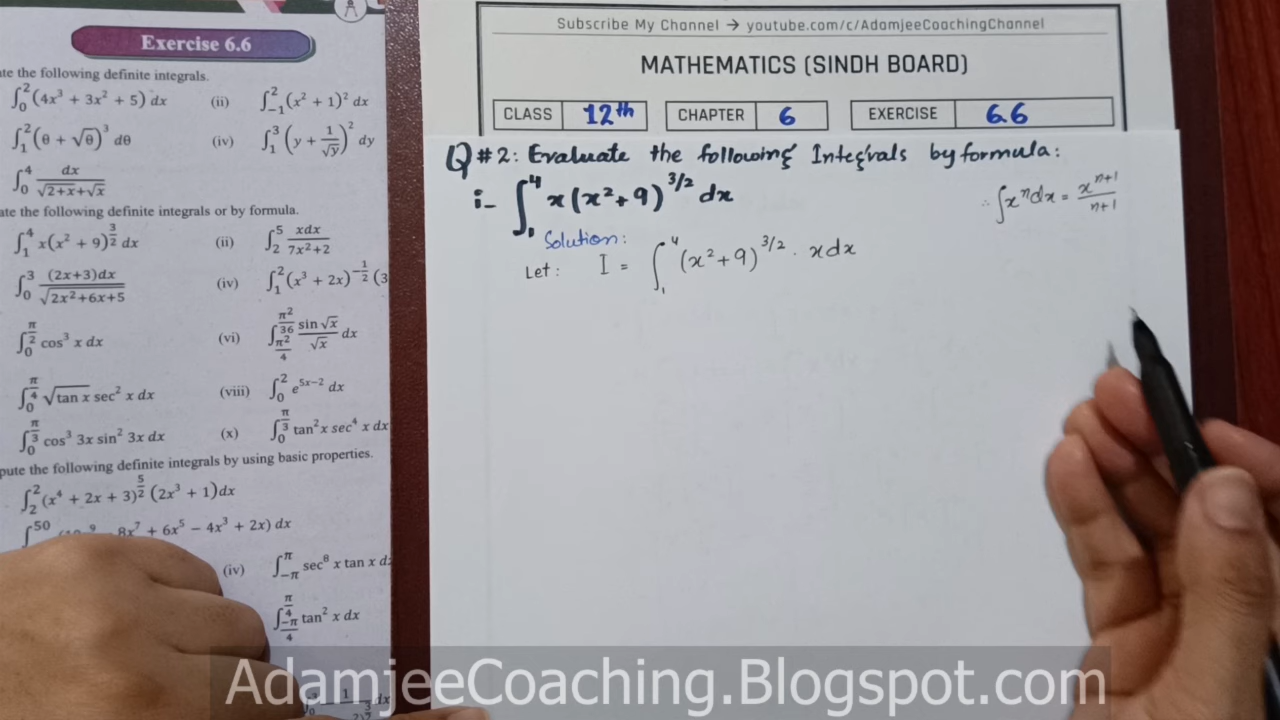 Exercise 6.6
te the following definite integrals.
∫₀² (4x³ + 3x² + 5) dx (ii) ∫₋₁² (x² + 1)² dx
∫₁² (θ + √θ)³ dθ (iv) ∫₁³ (y + 1/√y)² dy
∫₀⁴ dx/(√2+x + √x)
ate the following definite integrals or by formula.
∫₁⁴ x(x² + 9)^(3/2) dx (ii) ∫₂⁵ xdx/(7x²+2)
∫₀³ (2x+3)dx/√(2x²+6x+5) (iv) ∫₁² (x³ + 2x)^(-1/2) (3
∫₀^(π/2) cos³ x dx (vi) ∫_(π²/4)^(π²/36) sin √x/√x dx
∫₀^(π/4) √(tan x) sec² x dx (viii) ∫₀² e^(5x−2) dx
∫₀^(π/3) cos³ 3x sin² 3x dx (x) ∫₀^(π/3) tan² x sec⁴ x dx
pute the following definite integrals by using basic properties.
∫₂² (x⁴ + 2x + 3)^(5/2) (2x³ + 1)dx
8x⁷ + 6x⁵ − 4x³ + 2x) dx
(iv) ∫₋π^π sec⁸ x tan x d
∫_(−π/4)^(π/4) tan² x dx
Subscribe My Channel → youtube.com/c/AdamjeeCoachingChannel
MATHEMATICS (SINDH BOARD)
CLASS 12th CHAPTER 6 EXERCISE 6.6
Q#2: Evaluate the following Integrals by formula:
i- ∫₁⁴ x(x²+9)^(3/2) dx
∴ ∫xⁿdx = x^(n+1)/(n+1)
Solution:
Let: I = ∫₁⁴ (x²+9)^(3/2) . xdx
AdamjeeCoaching.Blogspot.com